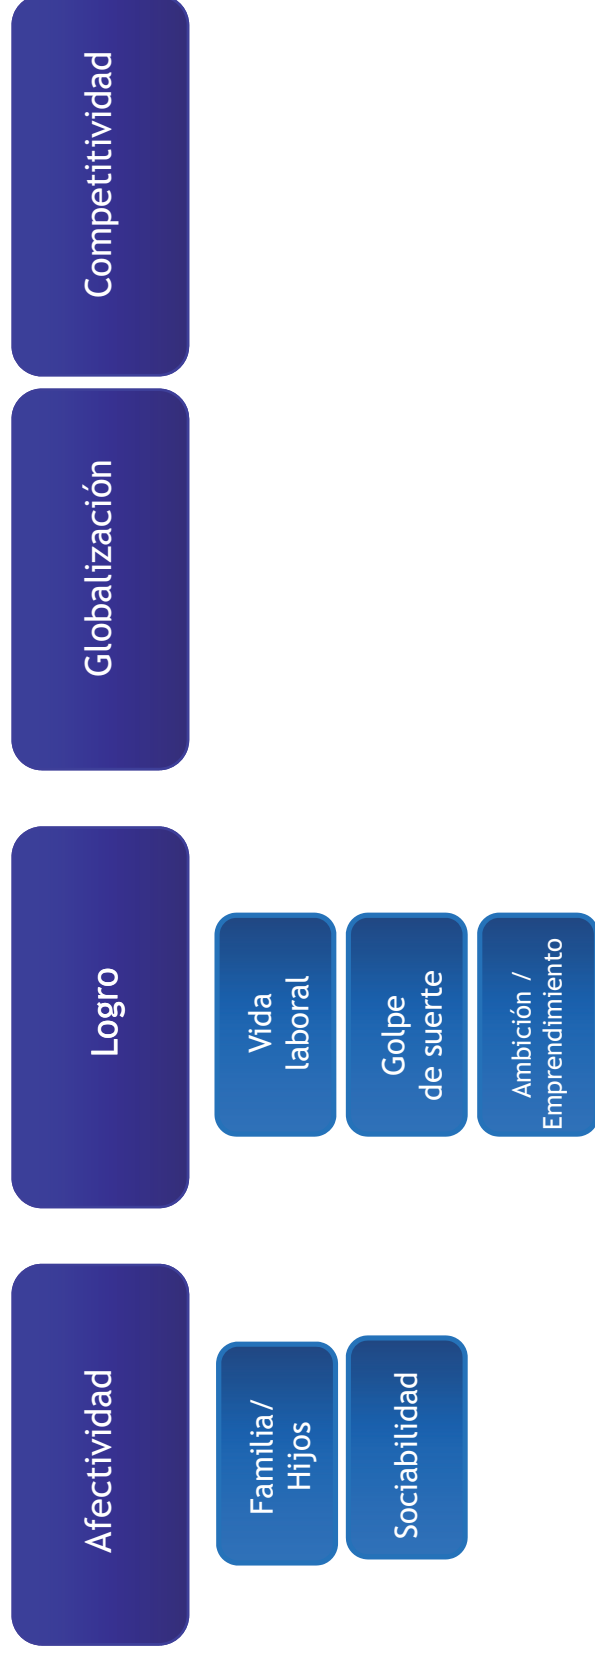 Afectividad
Familia/
Hijos
Sociabilidad
Logro
Vida
laboral
Golpe
de suerte
Ambición /
Emprendimiento
Globalización
Competitividad